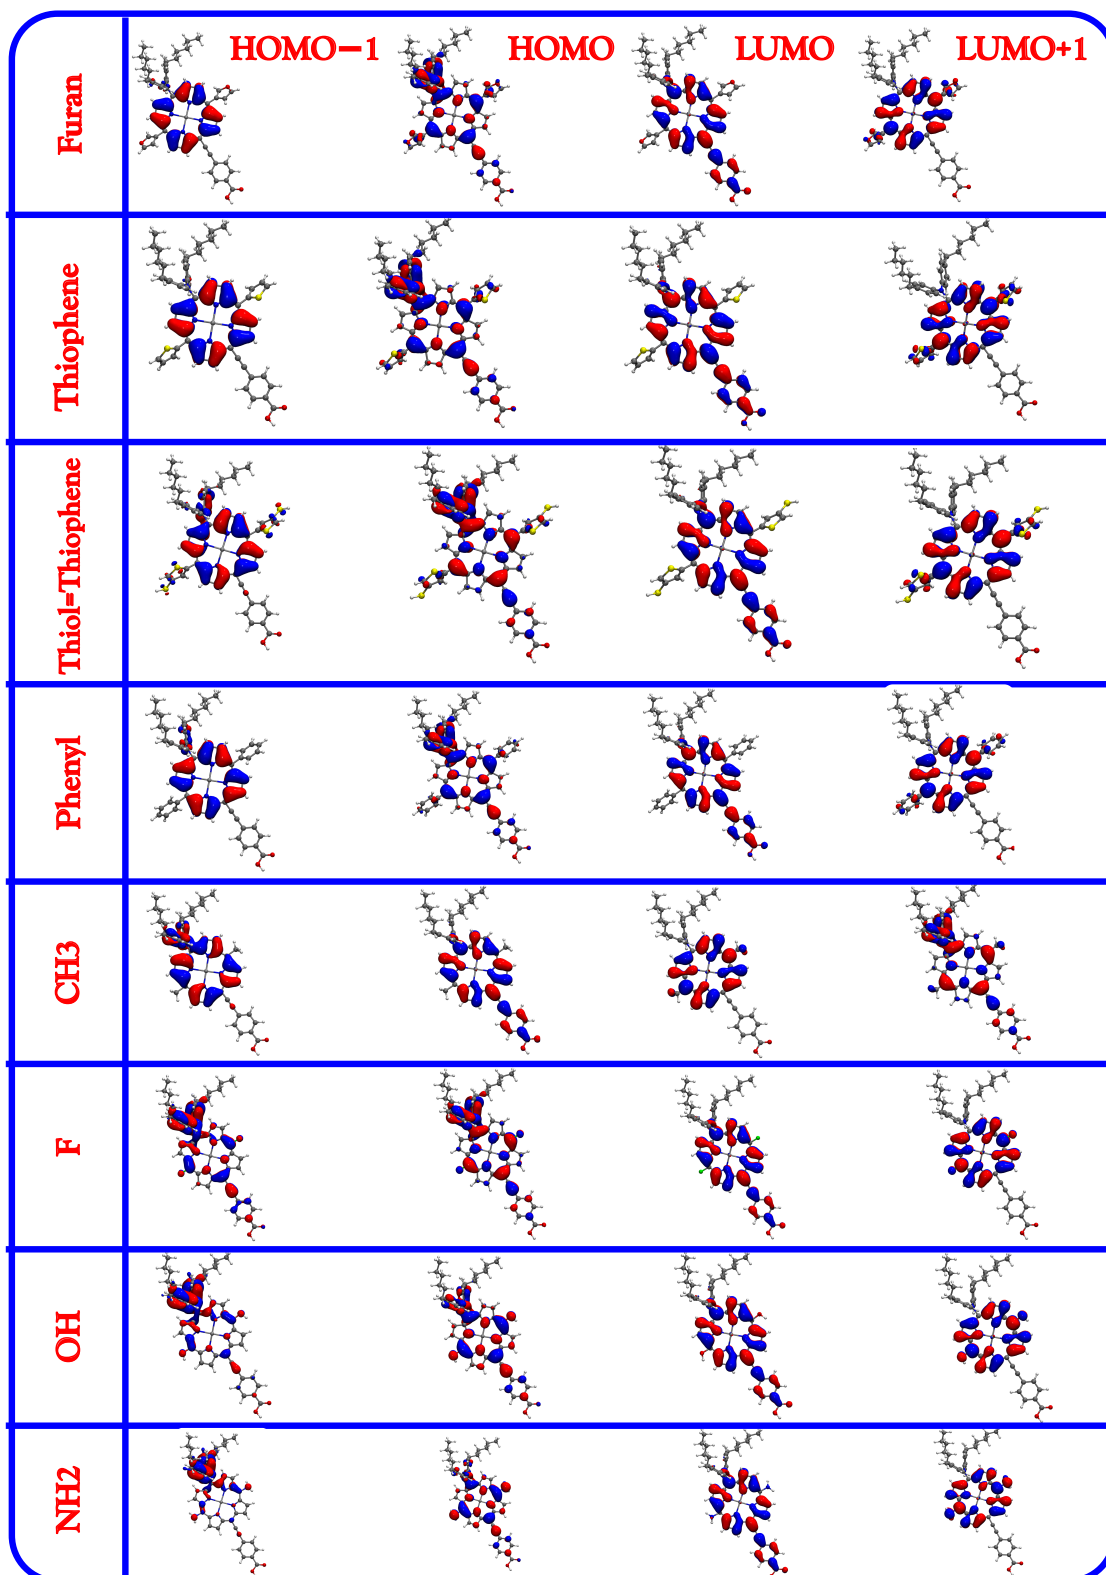 HOMO−1 HOMO LUMO LUMO+1
Furan
Thiophene
Thiol=Thiophene
Phenyl
CH3
F
OH
NH2